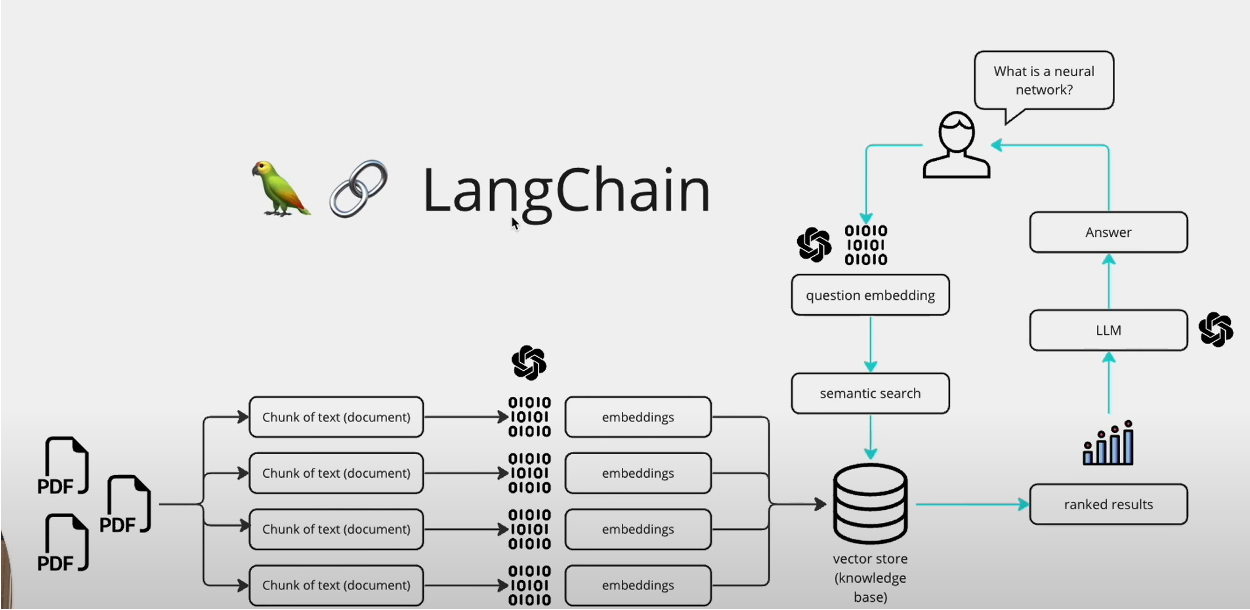 What is a neural
network?
LangChain
01010
10101
01010
question embedding
semantic search
Answer
LLM
ranked results
PDF
PDF
PDF
Chunk of text (document)
01010
10101
01010
embeddings
Chunk of text (document)
01010
10101
01010
embeddings
Chunk of text (document)
01010
10101
01010
embeddings
Chunk of text (document)
01010
10101
01010
embeddings
vector store
(knowledge
base)